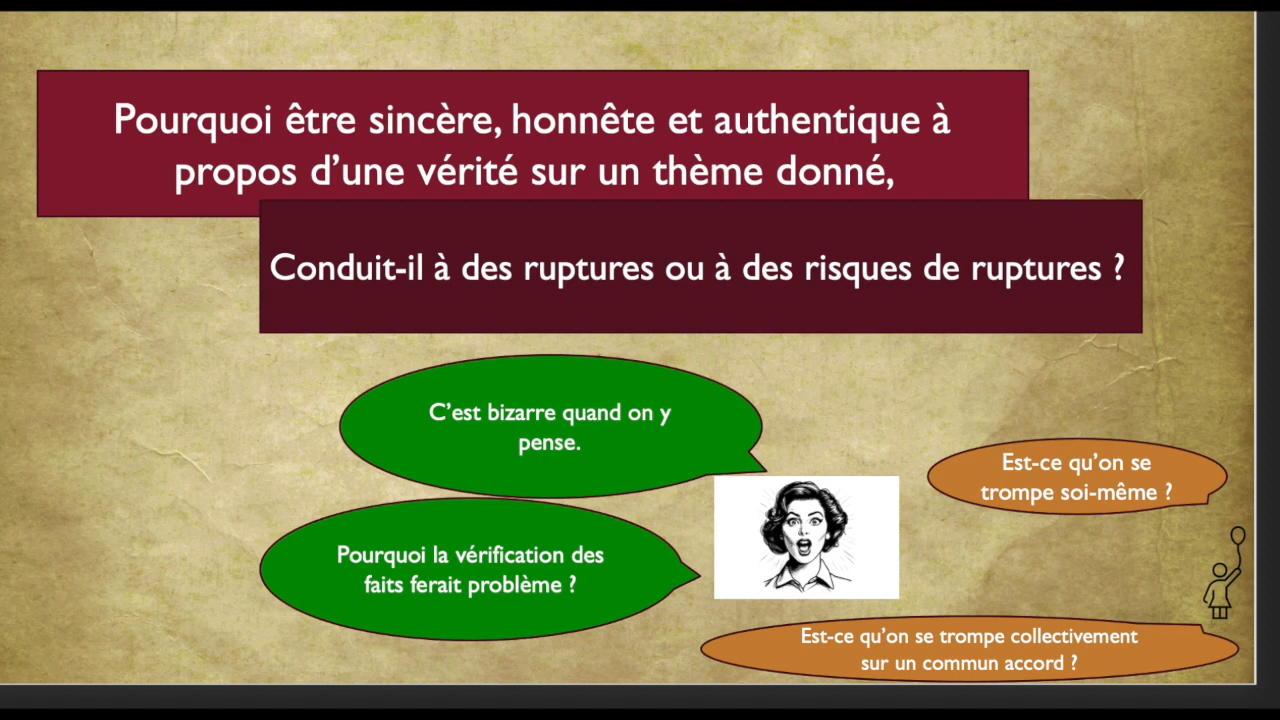 Pourquoi être sincère, honnête et authentique à
propos d’une vérité sur un thème donné,
Conduit-il à des ruptures ou à des risques de ruptures ?
C’est bizarre quand on y
pense.
Est-ce qu’on se
trompe soi-même ?
Pourquoi la vérification des
faits ferait problème ?
Est-ce qu’on se trompe collectivement
sur un commun accord ?